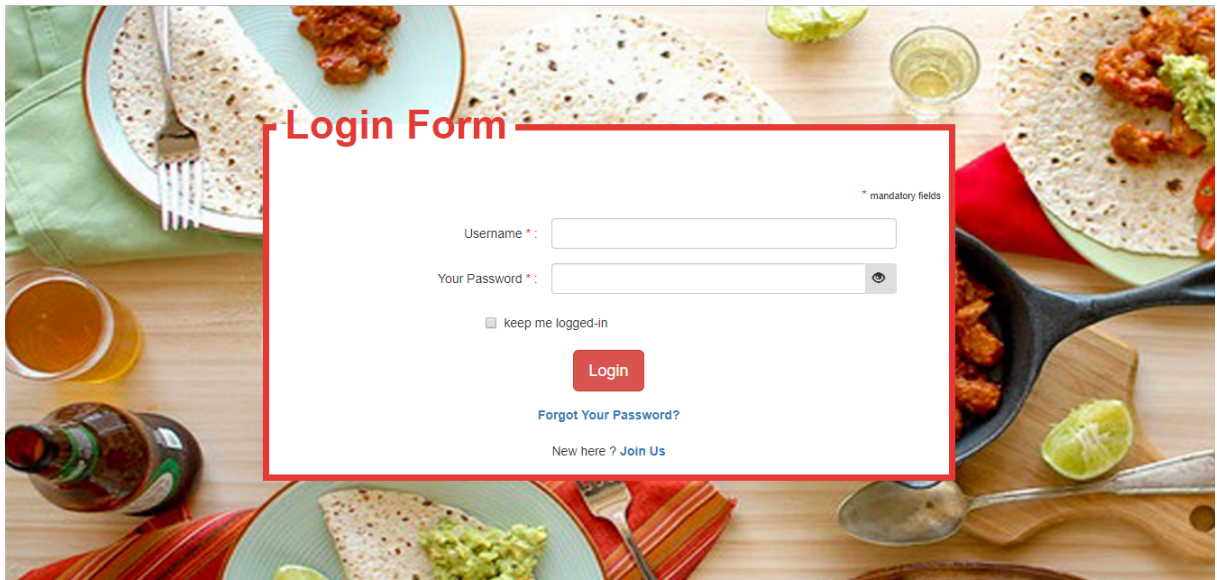 Login Form
* mandatory fields
Username * :
Your Password * :
keep me logged-in
Login
Forgot Your Password?
New here ? Join Us